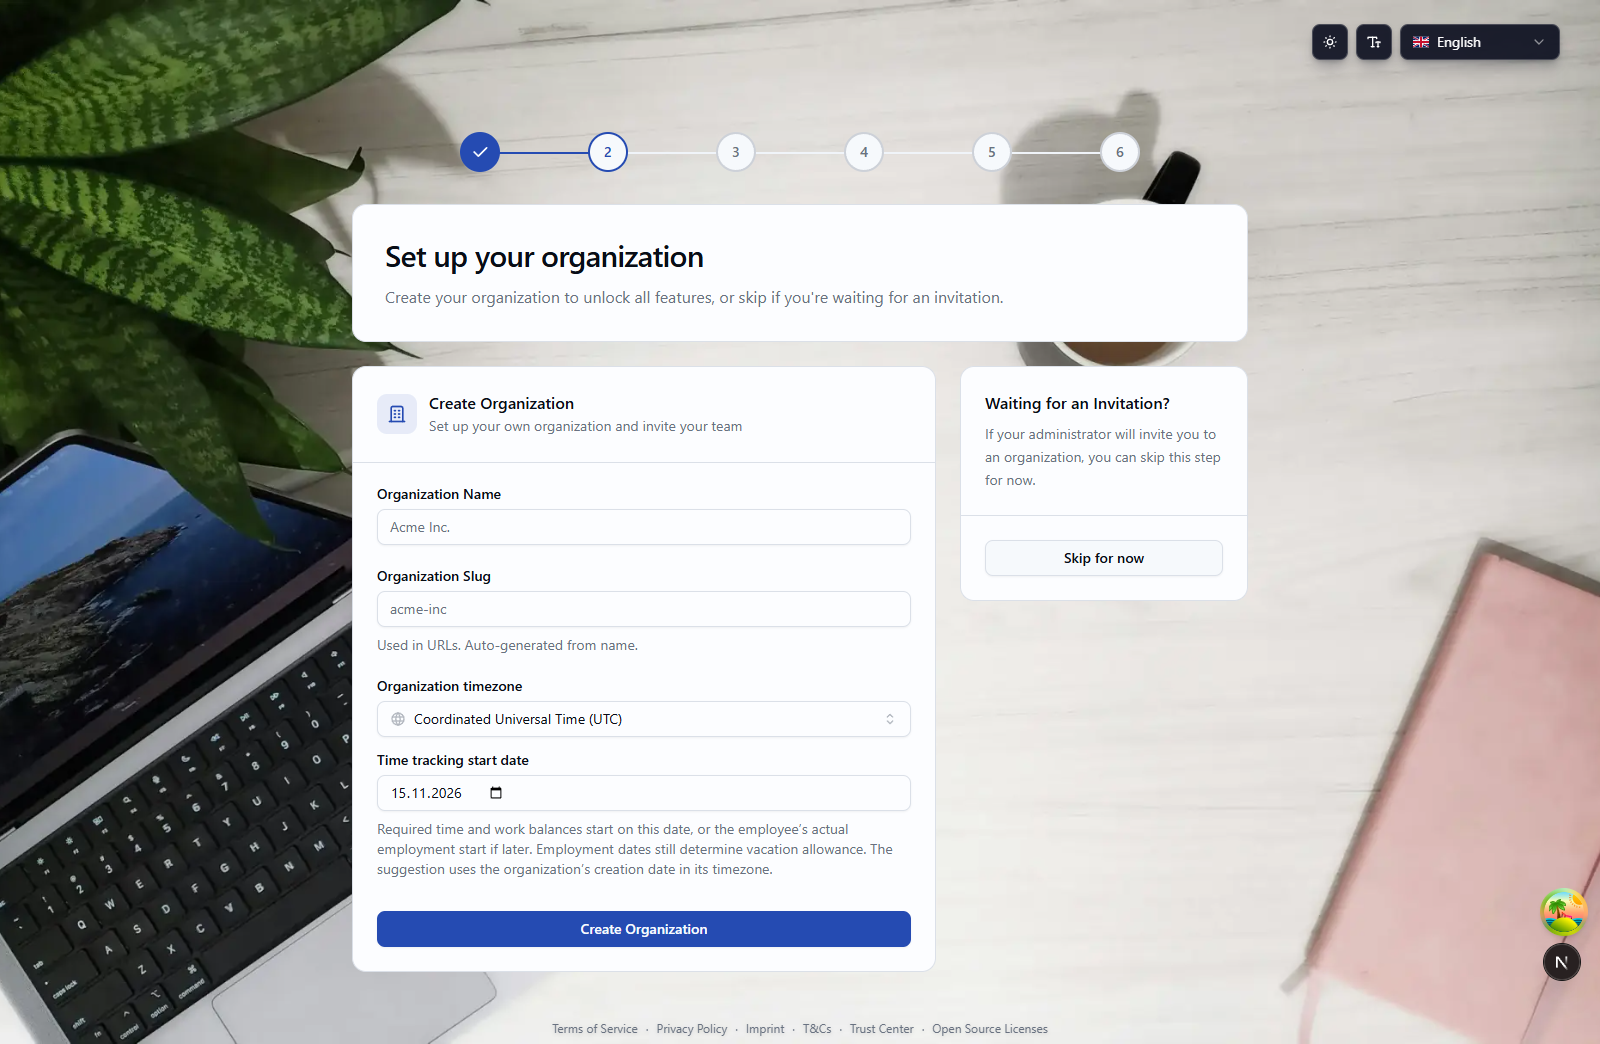 English
2
3
4
5
6
Set up your organization
Create your organization to unlock all features, or skip if you're waiting for an invitation.
Create Organization
Set up your own organization and invite your team
Organization Name
Acme Inc.
Organization Slug
acme-inc
Used in URLs. Auto-generated from name.
Organization timezone
Coordinated Universal Time (UTC)
Time tracking start date
15.11.2026
Required time and work balances start on this date, or the employee’s actual
employment start if later. Employment dates still determine vacation allowance. The
suggestion uses the organization’s creation date in its timezone.
Create Organization
Waiting for an Invitation?
If your administrator will invite you to
an organization, you can skip this step
for now.
Skip for now
Terms of Service · Privacy Policy · Imprint · T&Cs · Trust Center · Open Source Licenses